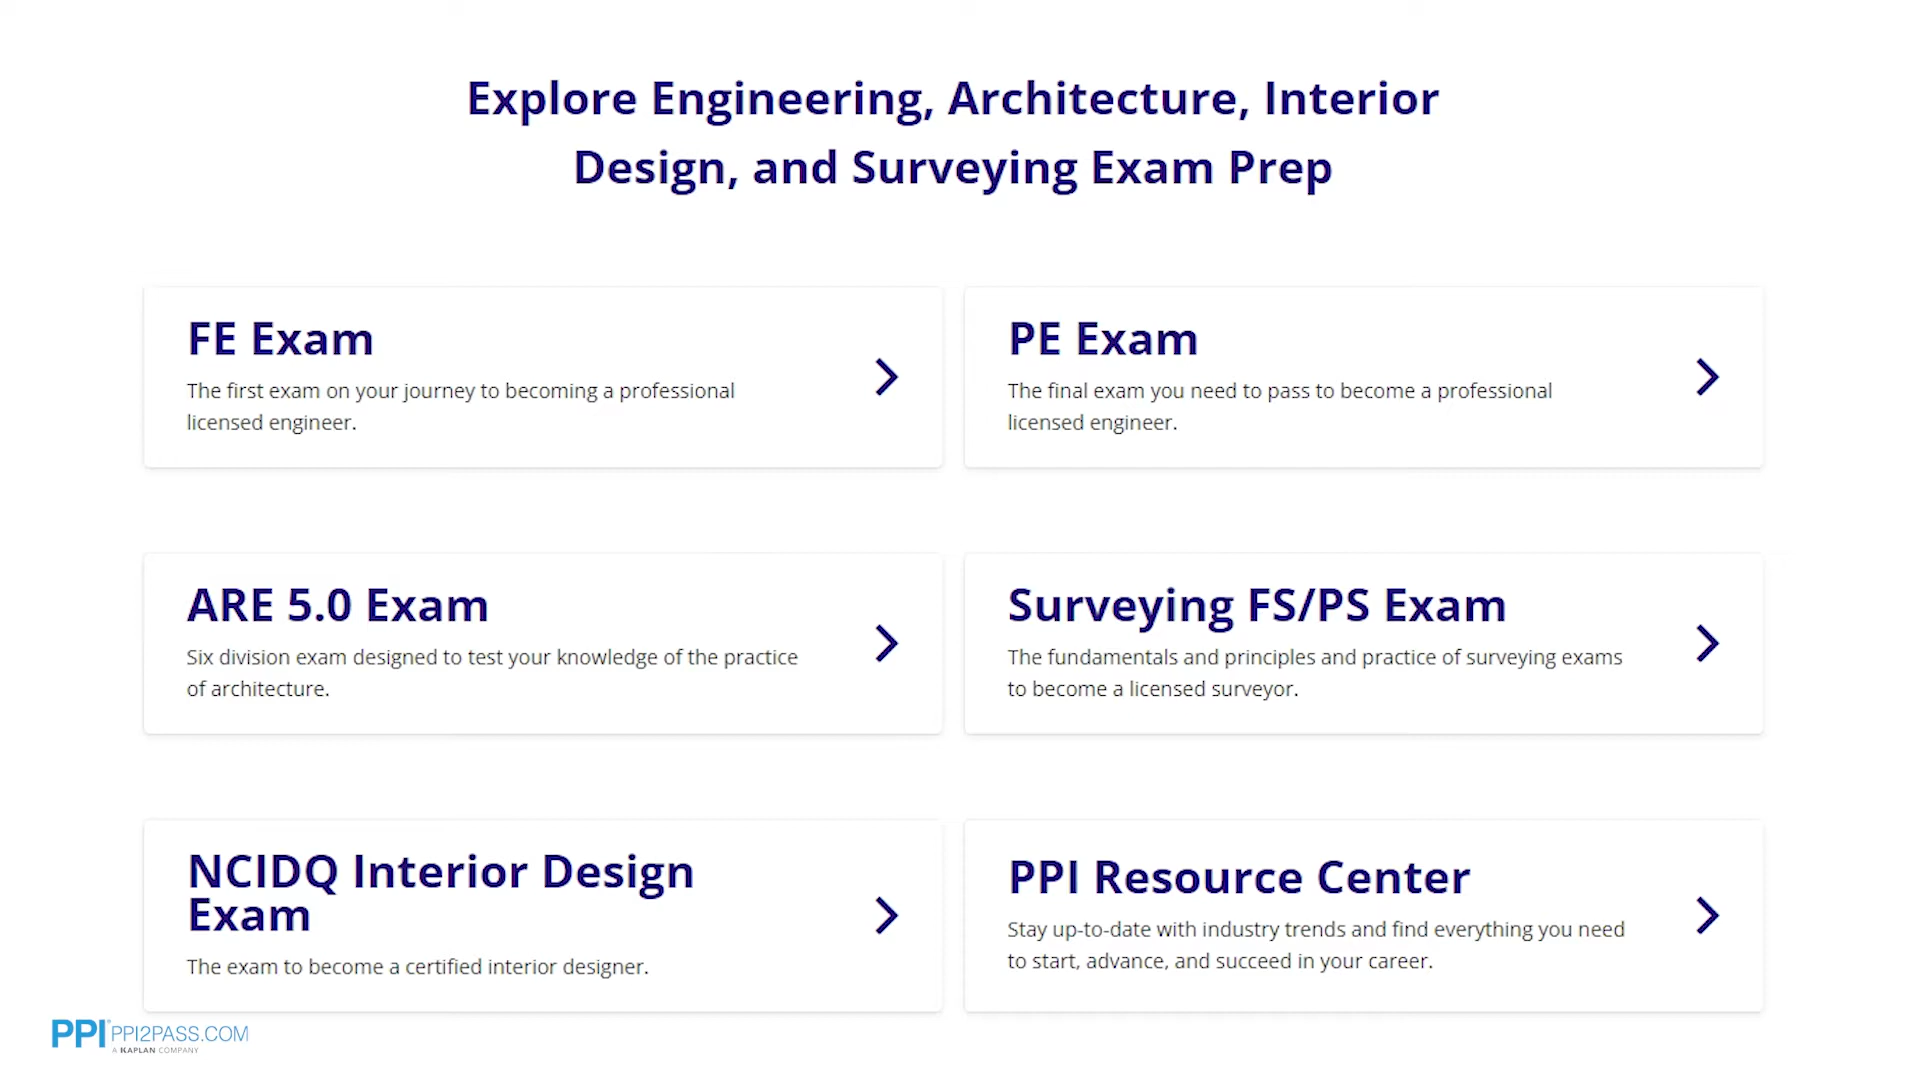 Explore Engineering, Architecture, Interior
Design, and Surveying Exam Prep
FE Exam
The first exam on your journey to becoming a professional
licensed engineer.
PE Exam
The final exam you need to pass to become a professional
licensed engineer.
ARE 5.0 Exam
Six division exam designed to test your knowledge of the practice
of architecture.
Surveying FS/PS Exam
The fundamentals and principles and practice of surveying exams
to become a licensed surveyor.
NCIDQ Interior Design
Exam
The exam to become a certified interior designer.
PPI Resource Center
Stay up-to-date with industry trends and find everything you need
to start, advance, and succeed in your career.
PPI PPI2PASS.COM
A KAPLAN COMPANY